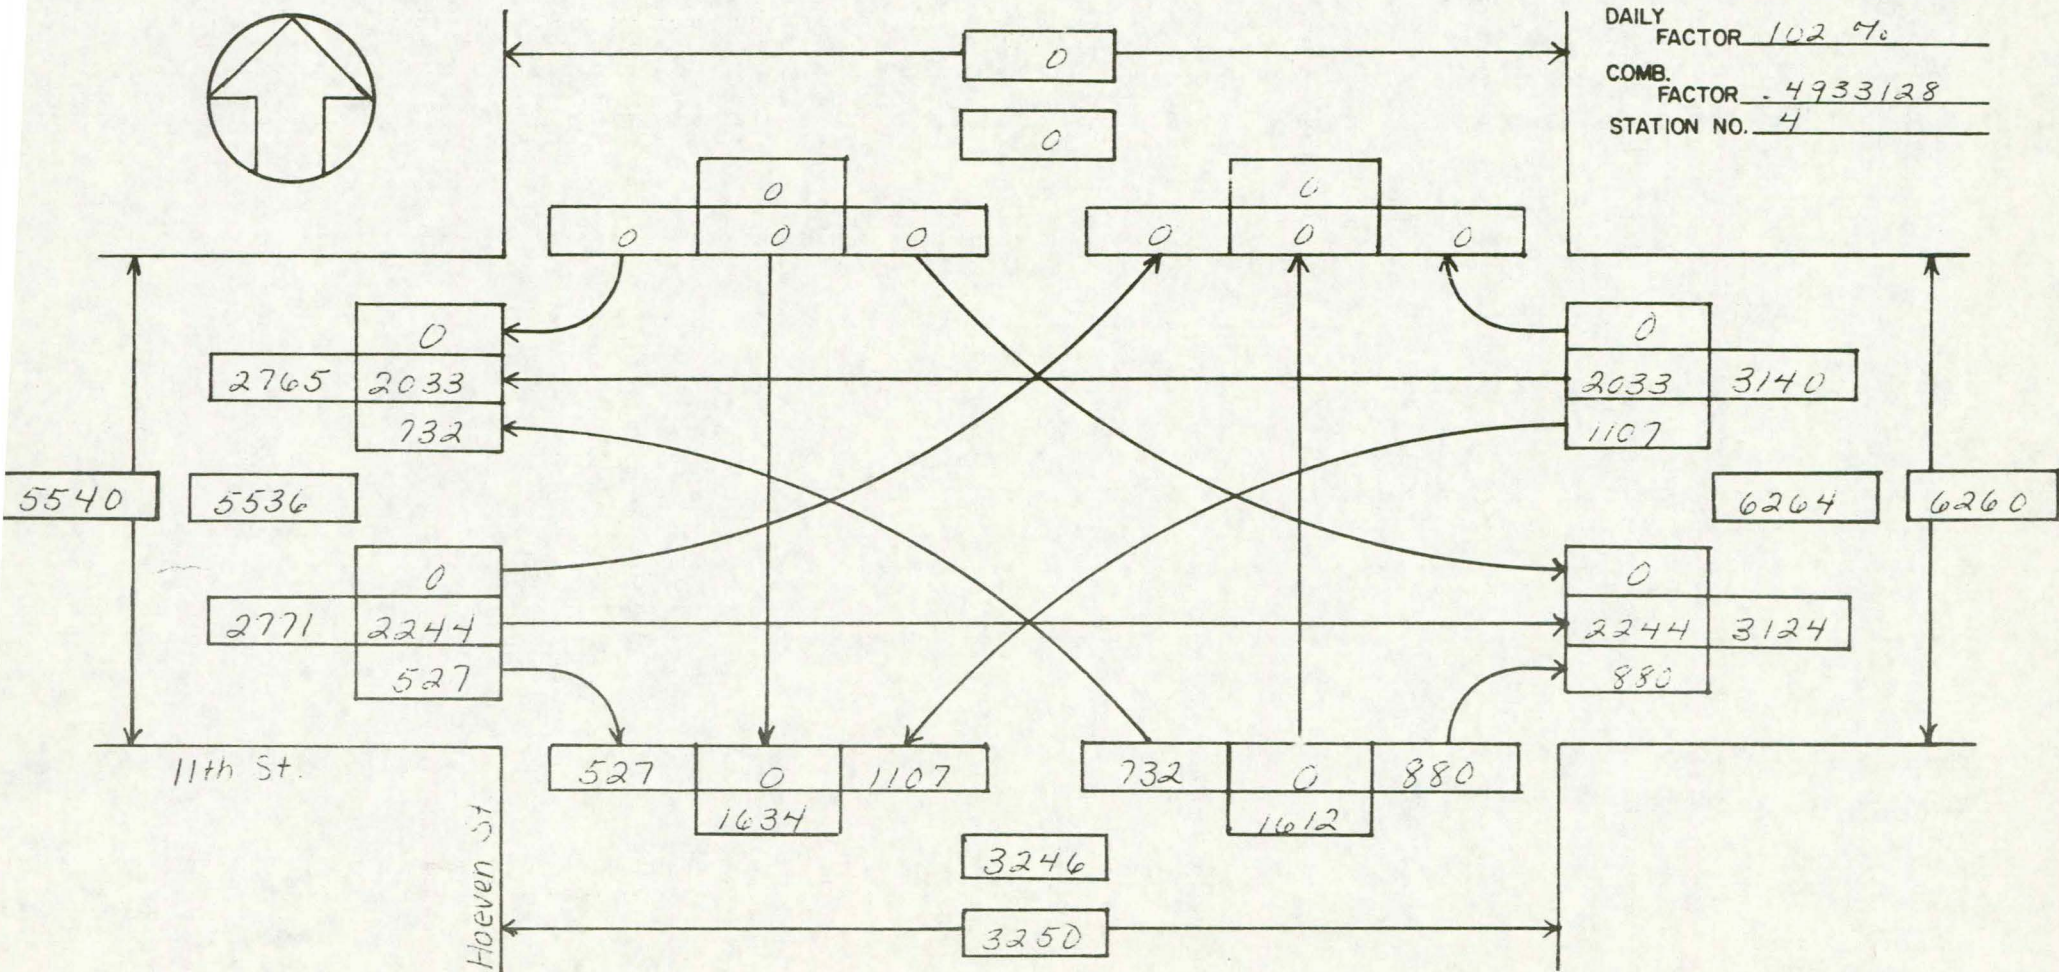 DAILY
FACTOR 102 %
COMB.
FACTOR .4933128
STATION NO. 4
0
0
0 0
0 0 0 0 0 0
0 0
2765 2033 2033 3140
732 1107
5540 5536 6264 6260
0 0
2771 2244 2244 3124
527 880
527 0 1107 732 0 880
11th St.
1634 1612
Hoeven St
3246
3250